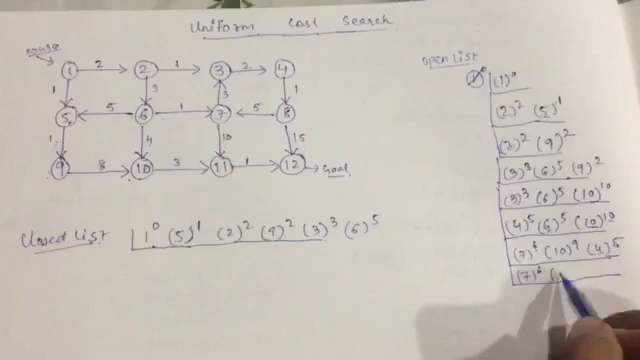 Uniform Cost Search
source
1 2 2 1 3 2 4
1 3 3 1
5 5 6 1 7 5 8
1 4 10 15
9 8 10 3 11 1 12 Goal
Closed List 1⁰ (5)¹ (2)² (9)² (3)³ (6)⁵
open List
(1)⁰
(2)² (5)¹
(2)² (9)²
(3)³ (6)⁵ (9)²
(3)³ (6)⁵ (10)¹⁰
(4)⁵ (6)⁵ (10)¹⁰
(7)⁶ (10)⁹ (4)⁵
(7)⁶ (